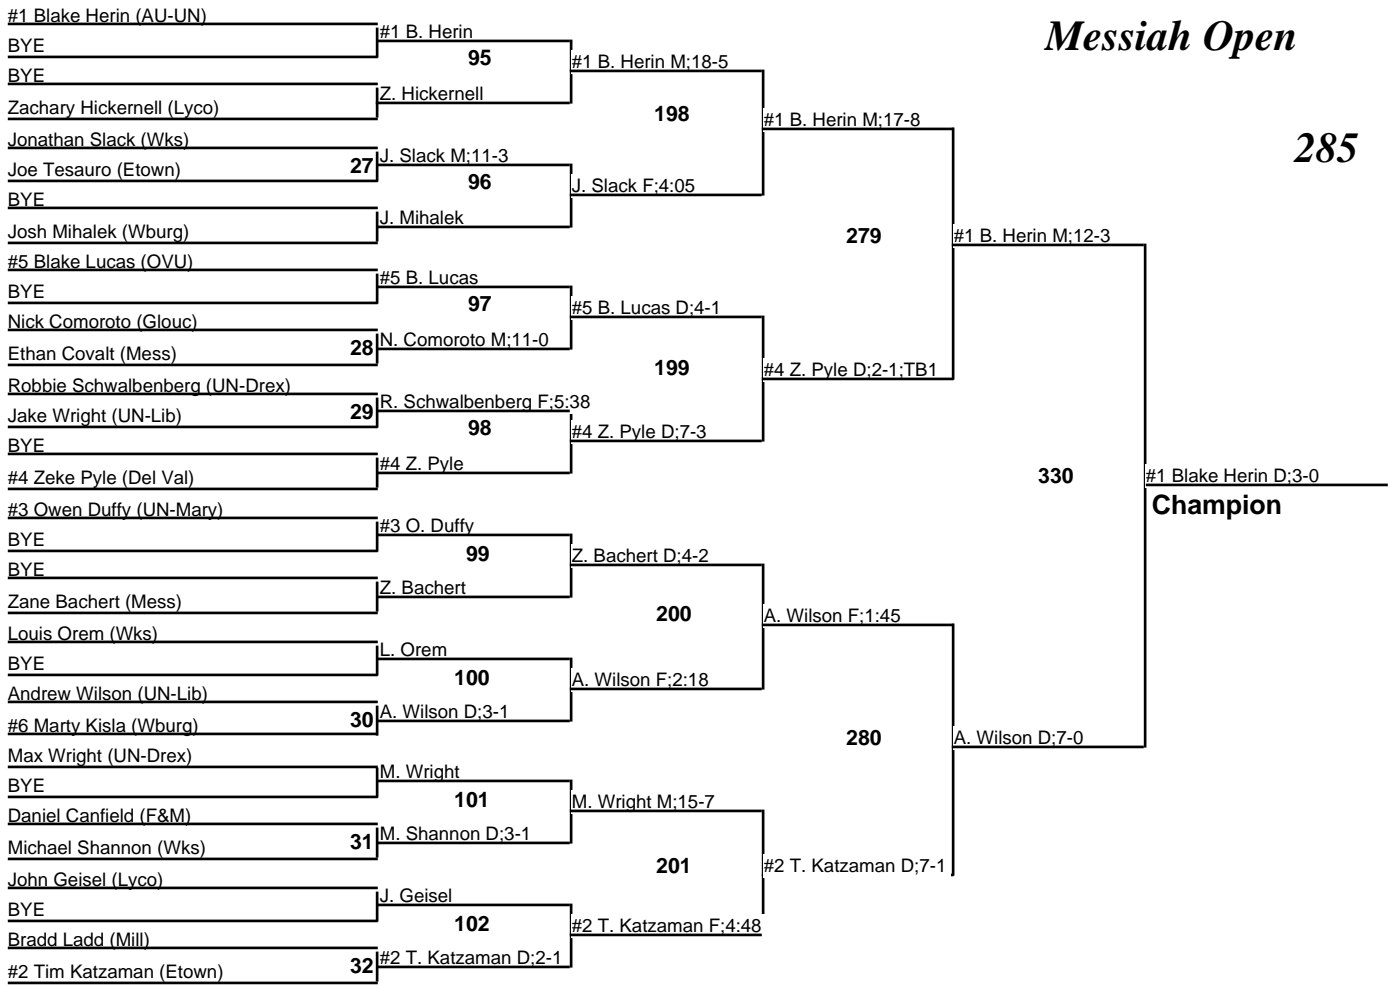 Messiah Open
285
#1 Blake Herin (AU-UN)
BYE
BYE
Zachary Hickernell (Lyco)
Jonathan Slack (Wks)
Joe Tesauro (Etown)
BYE
Josh Mihalek (Wburg)
#5 Blake Lucas (OVU)
BYE
Nick Comoroto (Glouc)
Ethan Covalt (Mess)
Robbie Schwalbenberg (UN-Drex)
Jake Wright (UN-Lib)
BYE
#4 Zeke Pyle (Del Val)
#3 Owen Duffy (UN-Mary)
BYE
BYE
Zane Bachert (Mess)
Louis Orem (Wks)
BYE
Andrew Wilson (UN-Lib)
#6 Marty Kisla (Wburg)
Max Wright (UN-Drex)
BYE
Daniel Canfield (F&M)
Michael Shannon (Wks)
John Geisel (Lyco)
BYE
Bradd Ladd (Mill)
#2 Tim Katzaman (Etown)
27
28
29
30
31
32
#1 B. Herin
95
Z. Hickernell
J. Slack M;11-3
96
J. Mihalek
#5 B. Lucas
97
N. Comoroto M;11-0
R. Schwalbenberg F;5:38
98
#4 Z. Pyle
#3 O. Duffy
99
Z. Bachert
L. Orem
100
A. Wilson D;3-1
M. Wright
101
M. Shannon D;3-1
J. Geisel
102
#2 T. Katzaman D;2-1
#1 B. Herin M;18-5
198
J. Slack F;4:05
#5 B. Lucas D;4-1
199
#4 Z. Pyle D;7-3
Z. Bachert D;4-2
200
A. Wilson F;2:18
M. Wright M;15-7
201
#2 T. Katzaman F;4:48
#1 B. Herin M;17-8
279
#4 Z. Pyle D;2-1;TB1
A. Wilson F;1:45
280
#2 T. Katzaman D;7-1
#1 B. Herin M;12-3
330
A. Wilson D;7-0
#1 Blake Herin D;3-0
Champion